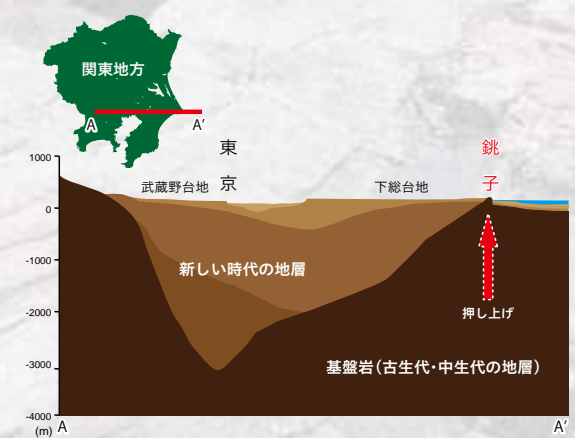 関東地方
A
A'
東京
銚子
1000
武蔵野台地
下総台地
0
-1000
新しい時代の地層
-2000
押し上げ
-3000
基盤岩(古生代・中生代の地層)
-4000
(m)
A
A'